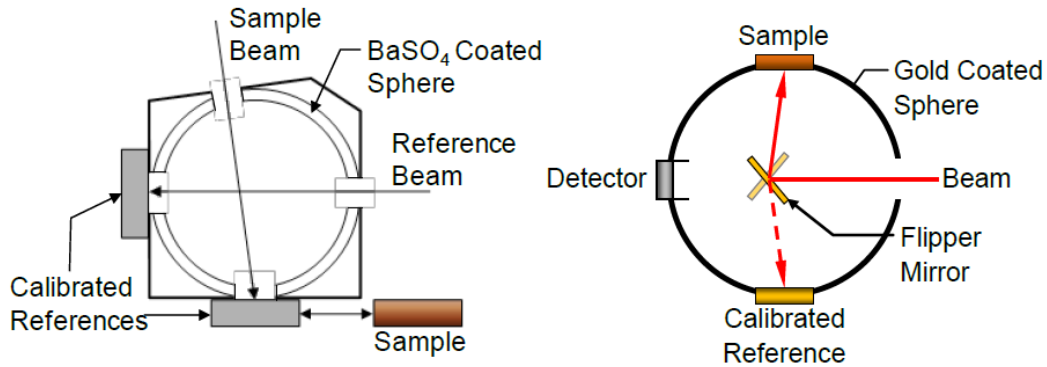 Sample
Beam
BaSO₄ Coated
Sphere
Reference
Beam
Calibrated
References
Sample
Sample
Gold Coated
Sphere
Detector
Beam
Flipper
Mirror
Calibrated
Reference